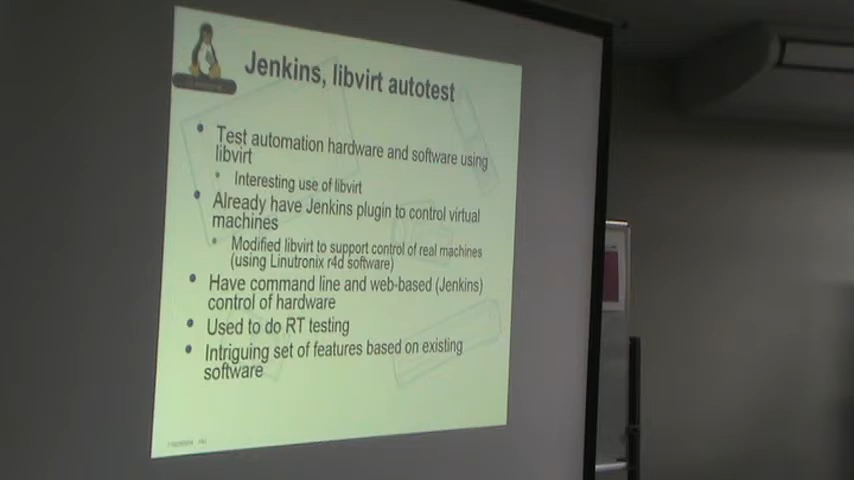 Jenkins, libvirt autotest
• Test automation hardware and software using
libvirt
• Interesting use of libvirt
• Already have Jenkins plugin to control virtual
machines
• Modified libvirt to support control of real machines
(using Linutronix r4d software)
• Have command line and web-based (Jenkins)
control of hardware
• Used to do RT testing
• Intriguing set of features based on existing
software